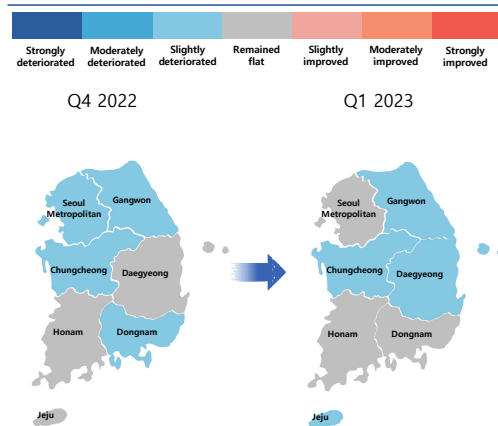 Strongly deteriorated
Moderately deteriorated
Slightly deteriorated
Remained flat
Slightly improved
Moderately improved
Strongly improved
Q4 2022
Q1 2023
Seoul
Metropolitan
Gangwon
Chungcheong
Daegyeong
Honam
Dongnam
Jeju
Seoul
Metropolitan
Gangwon
Chungcheong
Daegyeong
Honam
Dongnam
Jeju